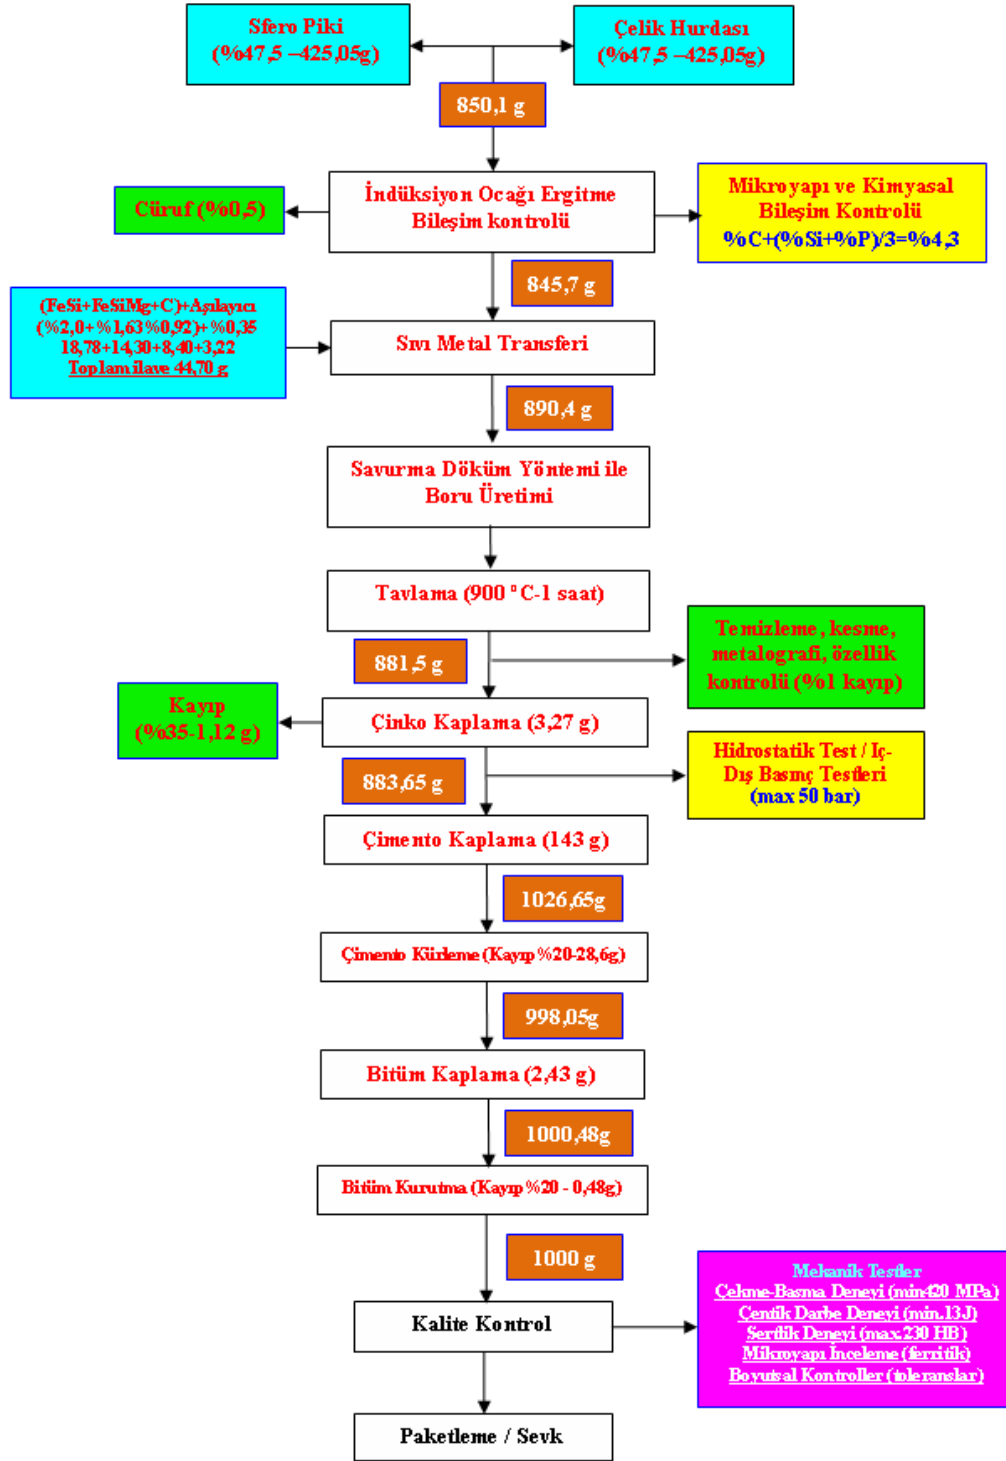 Sfero Piki
(%47,5 –425,05g)
Çelik Hurdası
(%47,5 –425,05g)
850,1 g
Cüruf (%0,5)
İndüksiyon Ocağı Ergitme
Bileşim kontrolü
Mikroyapı ve Kimyasal
Bileşim Kontrolü
%C+(%Si+%P)/3=%4,3
845,7 g
(FeSi+FeSiMg+C)+Aşılayıcı
(%2,0+%1,63%0,92)+%0,35
18,78+14,30+8,40+3,22
Toplam ilave 44,70 g
Sıvı Metal Transferi
890,4 g
Savurma Döküm Yöntemi ile
Boru Üretimi
Tavlama (900 °C-1 saat)
881,5 g
Temizleme, kesme,
metalografi, özellik
kontrolü (%1 kayıp)
Kayıp
(%35-1,12 g)
Çinko Kaplama (3,27 g)
883,65 g
Hidrostatik Test / Iç-
Dış Basınç Testleri
(max 50 bar)
Çimento Kaplama (143 g)
1026,65g
Çimento Kürleme (Kayıp %20-28,6g)
998,05g
Bitüm Kaplama (2,43 g)
1000,48g
Bitüm Kurutma (Kayıp %20 - 0,48g)
1000 g
Kalite Kontrol
Mekanik Testler
Çekme-Basma Deneyi (min420 MPa)
Çentik Darbe Deneyi (min.13J)
Sertlik Deneyi (max.230 HB)
Mikroyapı İnceleme (ferritik)
Boyutsal Kontroller (toleranslar)
Paketleme / Sevk